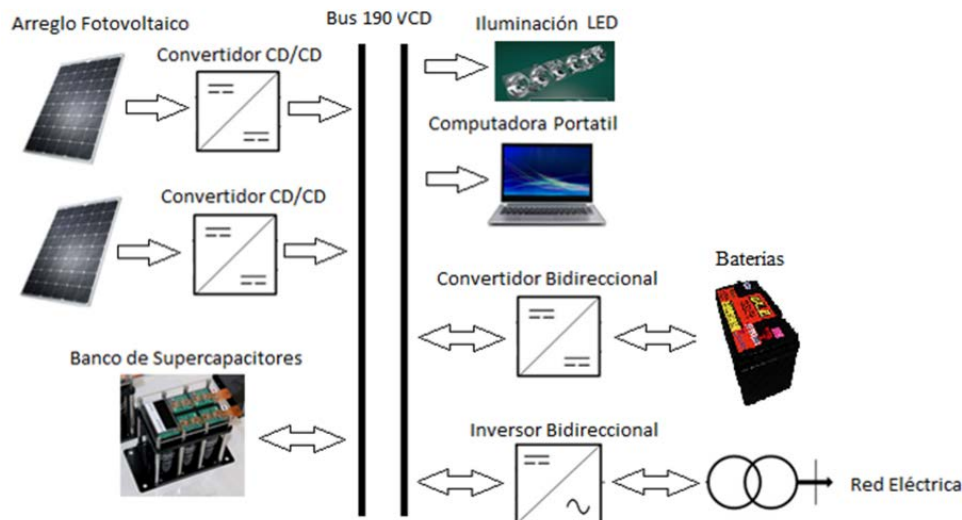 Arreglo Fotovoltaico
Bus 190 VCD
Iluminación LED
Convertidor CD/CD
Computadora Portatil
Convertidor CD/CD
Convertidor Bidireccional
Baterias
Banco de Supercapacitores
Inversor Bidireccional
Red Eléctrica